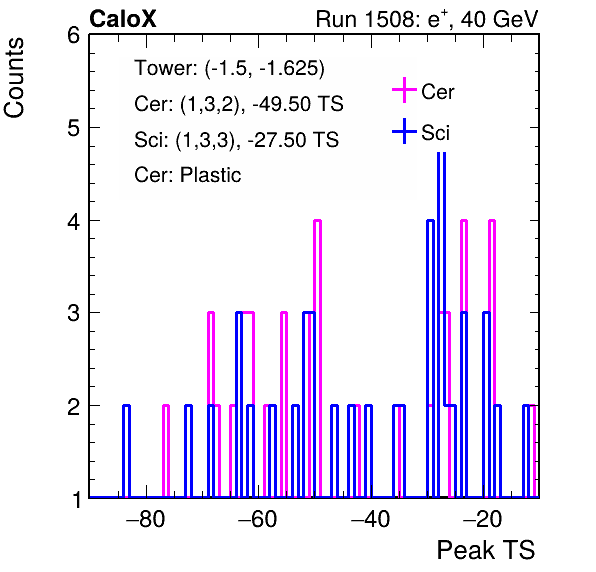 CaloX Run 1508: e⁺, 40 GeV
Counts
6
Tower: (-1.5, -1.625)
Cer: (1,3,2), -49.50 TS
Sci: (1,3,3), -27.50 TS
Cer: Plastic
Cer
Sci
5
4
3
2
1
−80 −60 −40 −20
Peak TS